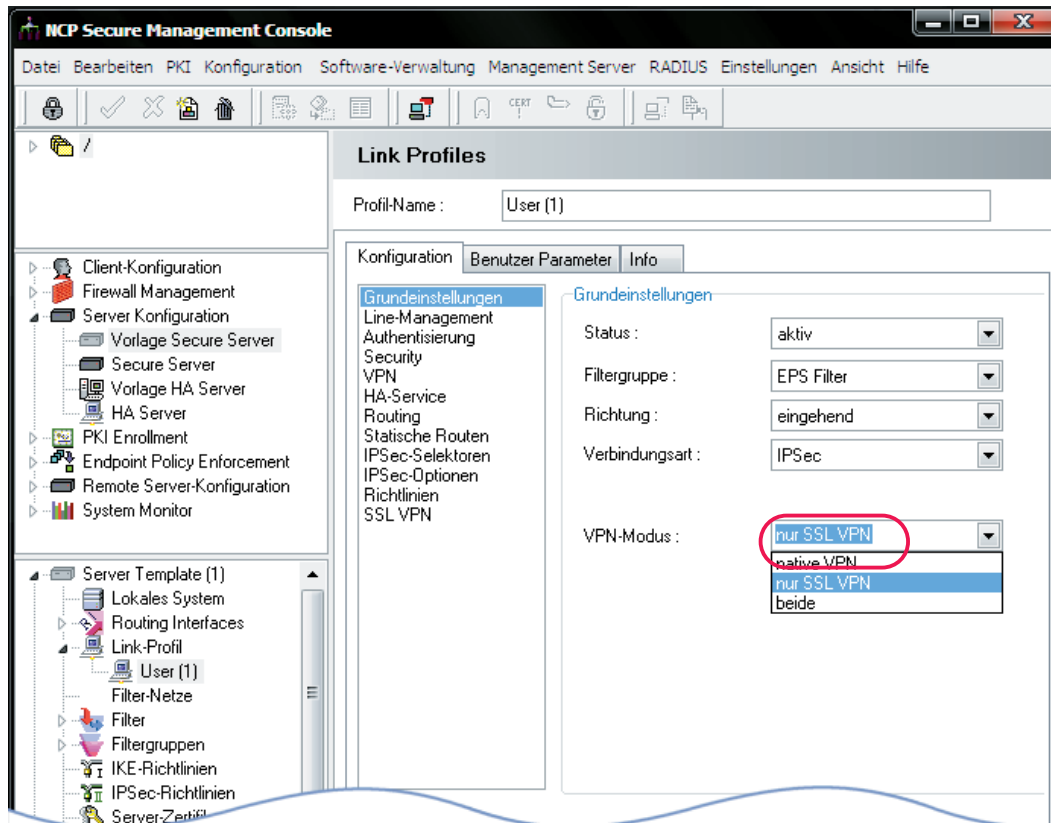 NCP Secure Management Console
Datei Bearbeiten PKI Konfiguration Software-Verwaltung Management Server RADIUS Einstellungen Ansicht Hilfe
CERT
/
Client-Konfiguration
Firewall Management
Server Konfiguration
Vorlage Secure Server
Secure Server
Vorlage HA Server
HA Server
PKI Enrollment
Endpoint Policy Enforcement
Remote Server-Konfiguration
System Monitor
Server Template (1)
Lokales System
Routing Interfaces
Link-Profil
User (1)
Filter-Netze
Filter
Filtergruppen
IKE-Richtlinien
IPSec-Richtlinien
Link Profiles
Profil-Name : User (1)
Konfiguration Benutzer Parameter Info
Grundeinstellungen
Line-Management
Authentisierung
Security
VPN
HA-Service
Routing
Statische Routen
IPSec-Selektoren
IPSec-Optionen
Richtlinien
SSL VPN
Grundeinstellungen
Status : aktiv
Filtergruppe : EPS Filter
Richtung : eingehend
Verbindungsart : IPSec
VPN-Modus : nur SSL VPN
native VPN
nur SSL VPN
beide